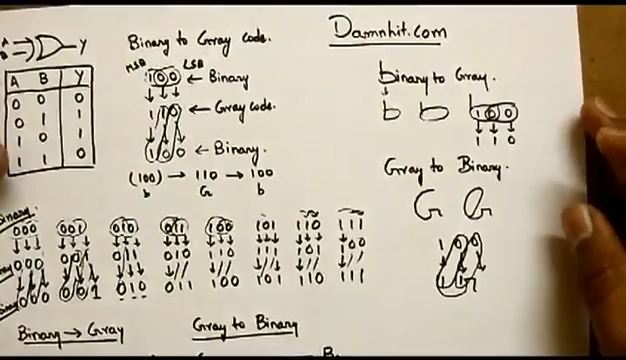 Damnhit.com
Binary to Gray code.
A
B
Y
MSB
LSB
A B Y
0 0 0
0 1 1
1 0 1
1 1 0
100 ← Binary
110 ← Gray code.
100 ← Binary.
(100) → 110 → 100
b G b
Binary to Gray.
b b 100
110
Gray to Binary.
G G
Binary
000 001 010 011 100 101 110 111
000 001 011 010 110 111 101 100
Binary
000 001 010 011 100 101 110 111
Binary → Gray
Gray to Binary